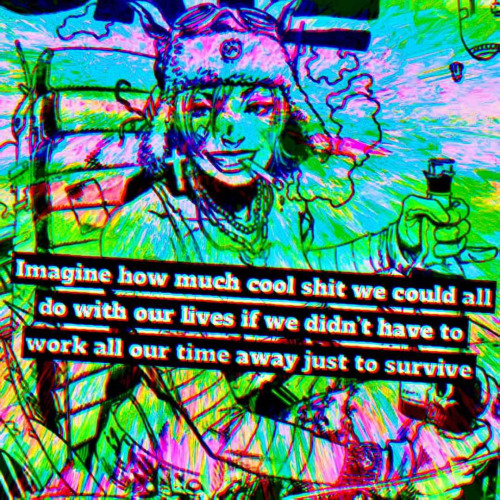 Imagine how much cool shit we could all
do with our lives if we didn't have to
work all our time away just to survive